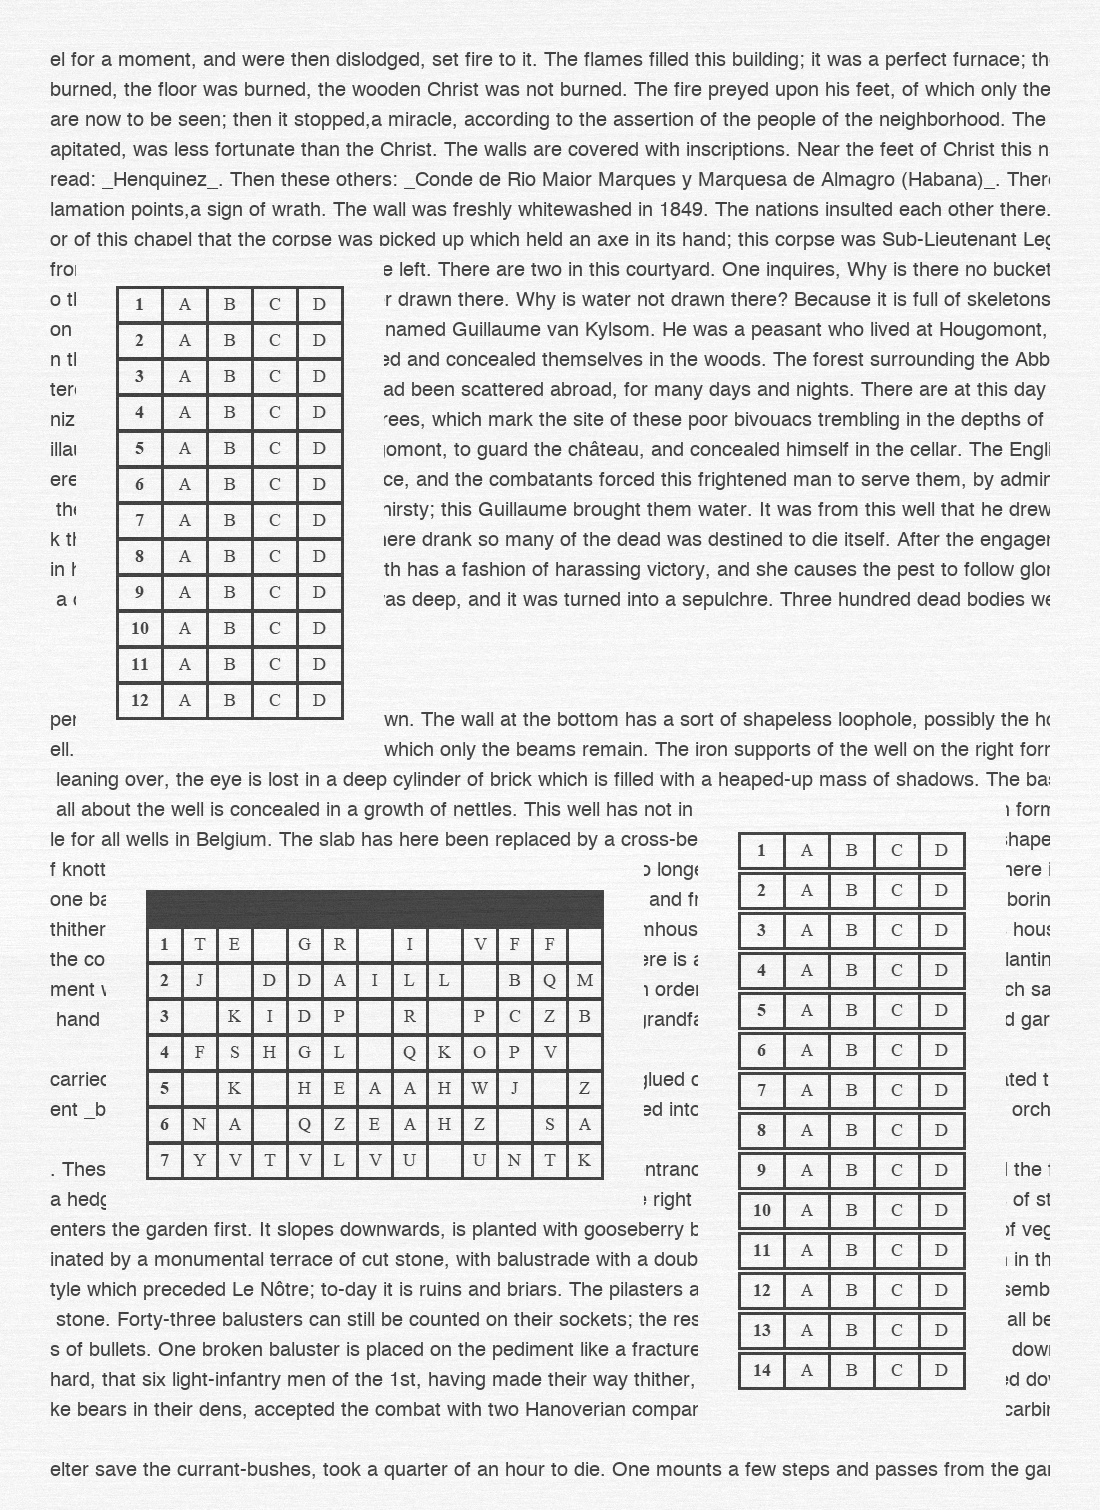 el for a moment, and were then dislodged, set fire to it. The flames filled this building; it was a perfect furnace; th
burned, the floor was burned, the wooden Christ was not burned. The fire preyed upon his feet, of which only the
are now to be seen; then it stopped,a miracle, according to the assertion of the people of the neighborhood. The
apitated, was less fortunate than the Christ. The walls are covered with inscriptions. Near the feet of Christ this n
read: _Henquinez_. Then these others: _Conde de Rio Maior Marques y Marquesa de Almagro (Habana)_. Ther
lamation points,a sign of wrath. The wall was freshly whitewashed in 1849. The nations insulted each other there.
or of this chapel that the corpse was picked up which held an axe in its hand; this corpse was Sub-Lieutenant Leg
fro e left. There are two in this courtyard. One inquires, Why is there no bucket
o t r drawn there. Why is water not drawn there? Because it is full of skeletons
on named Guillaume van Kylsom. He was a peasant who lived at Hougomont,
n t ed and concealed themselves in the woods. The forest surrounding the Abb
tere ad been scattered abroad, for many days and nights. There are at this day
niz rees, which mark the site of these poor bivouacs trembling in the depths of
illau gomont, to guard the château, and concealed himself in the cellar. The Engli
ere ce, and the combatants forced this frightened man to serve them, by admin
the hirsty; this Guillaume brought them water. It was from this well that he drew
k th here drank so many of the dead was destined to die itself. After the engagem
in h th has a fashion of harassing victory, and she causes the pest to follow glor
a vas deep, and it was turned into a sepulchre. Three hundred dead bodies we
1 A B C D
2 A B C D
3 A B C D
4 A B C D
5 A B C D
6 A B C D
7 A B C D
8 A B C D
9 A B C D
10 A B C D
11 A B C D
12 A B C D
per wn. The wall at the bottom has a sort of shapeless loophole, possibly the ho
ell. which only the beams remain. The iron supports of the well on the right form
leaning over, the eye is lost in a deep cylinder of brick which is filled with a heaped-up mass of shadows. The bas
all about the well is concealed in a growth of nettles. This well has not in form
le for all wells in Belgium. The slab has here been replaced by a cross-be shape
f knott o longe here i
one ba and fr borin
thither mhous hous
the co ere is a lantin
ment n order ch sa
hand grandfa d gar
carried glued c ated t
ent _b ed into orch
. Thes ntranc the
a hedg right of st
1 T E G R I V F F
2 J D D A I L L B Q M
3 K I D P R P C Z B
4 F S H G L Q K O P V
5 K H E A A H W J Z
6 N A Q Z E A H Z S A
7 Y V T V L V U U N T K
1 A B C D
2 A B C D
3 A B C D
4 A B C D
5 A B C D
6 A B C D
7 A B C D
8 A B C D
9 A B C D
10 A B C D
11 A B C D
12 A B C D
13 A B C D
14 A B C D
enters the garden first. It slopes downwards, is planted with gooseberry b of veg
inated by a monumental terrace of cut stone, with balustrade with a doub in th
tyle which preceded Le Nôtre; to-day it is ruins and briars. The pilasters a semb
stone. Forty-three balusters can still be counted on their sockets; the res all be
s of bullets. One broken baluster is placed on the pediment like a fracture down
hard, that six light-infantry men of the 1st, having made their way thither, ed dow
ke bears in their dens, accepted the combat with two Hanoverian compan carbin
elter save the currant-bushes, took a quarter of an hour to die. One mounts a few steps and passes from the gar